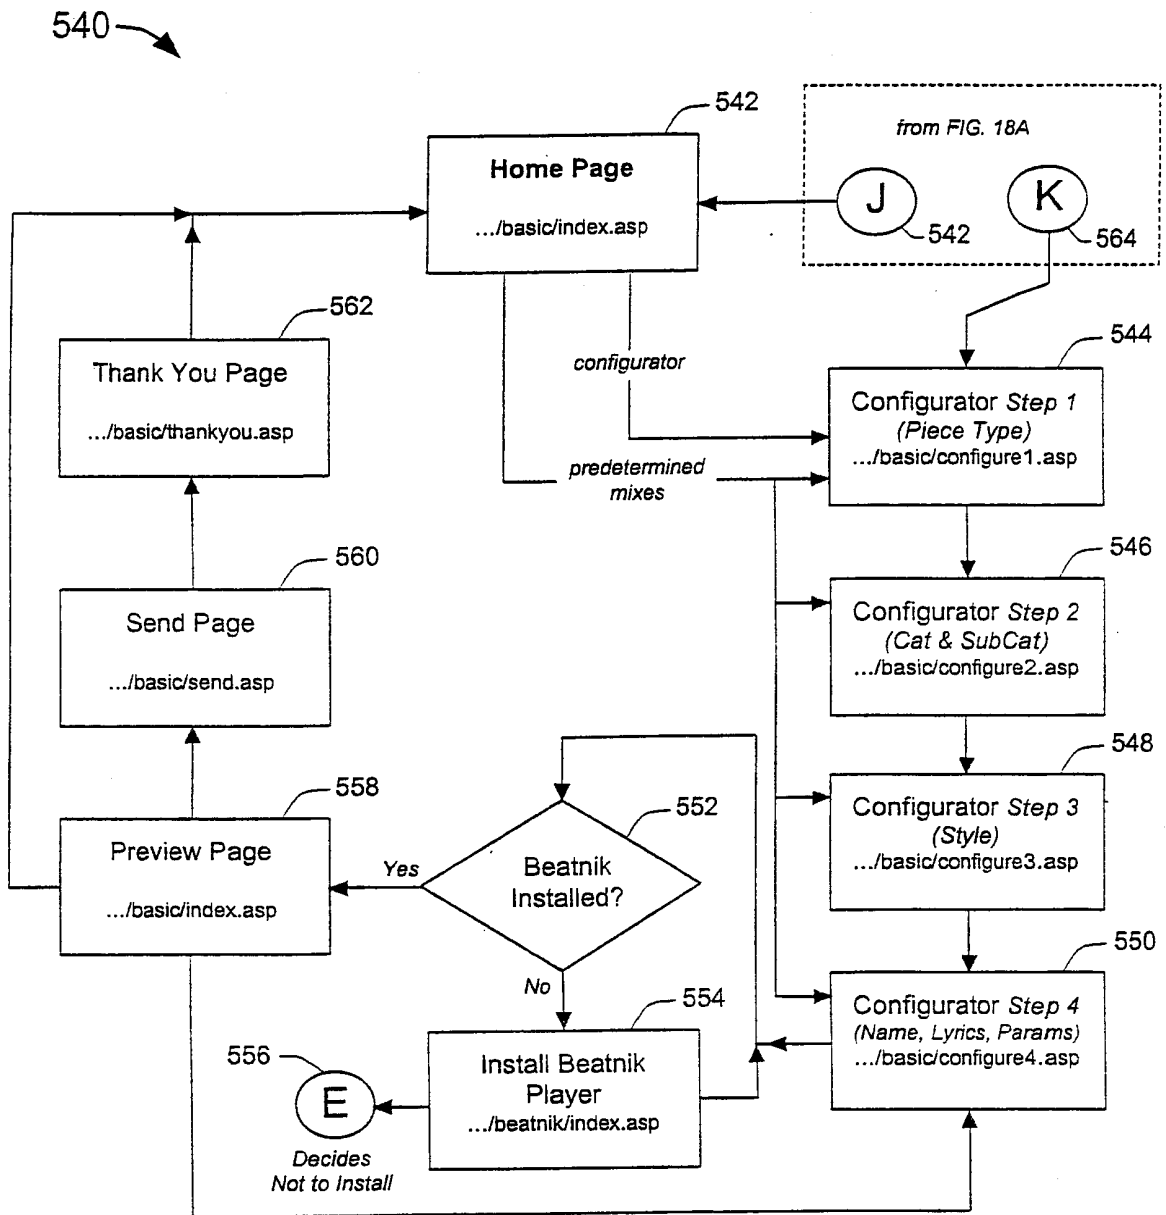 540
542
Home Page
.../basic/index.asp
from FIG. 18A
J
542
K
564
562
Thank You Page
.../basic/thankyou.asp
configurator
predetermined
mixes
544
Configurator Step 1
(Piece Type)
.../basic/configure1.asp
560
Send Page
.../basic/send.asp
546
Configurator Step 2
(Cat & SubCat)
.../basic/configure2.asp
558
Preview Page
.../basic/index.asp
Yes
552
Beatnik
Installed?
No
548
Configurator Step 3
(Style)
.../basic/configure3.asp
550
Configurator Step 4
(Name, Lyrics, Params)
.../basic/configure4.asp
554
Install Beatnik
Player
.../beatnik/index.asp
556
E
Decides
Not to Install